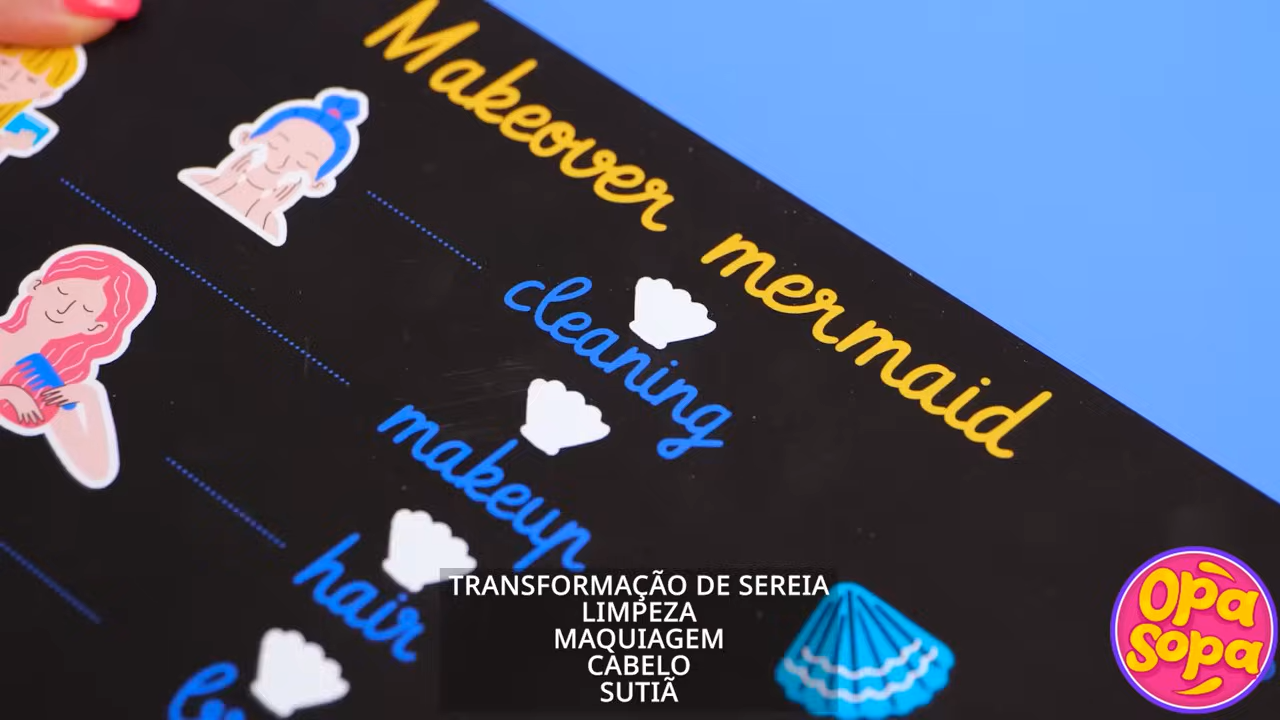 Makeover mermaid
cleaning
makeup
hair
TRANSFORMAÇÃO DE SEREIA
LIMPEZA
MAQUIAGEM
CABELO
SUTIÃ
Opa
sopa